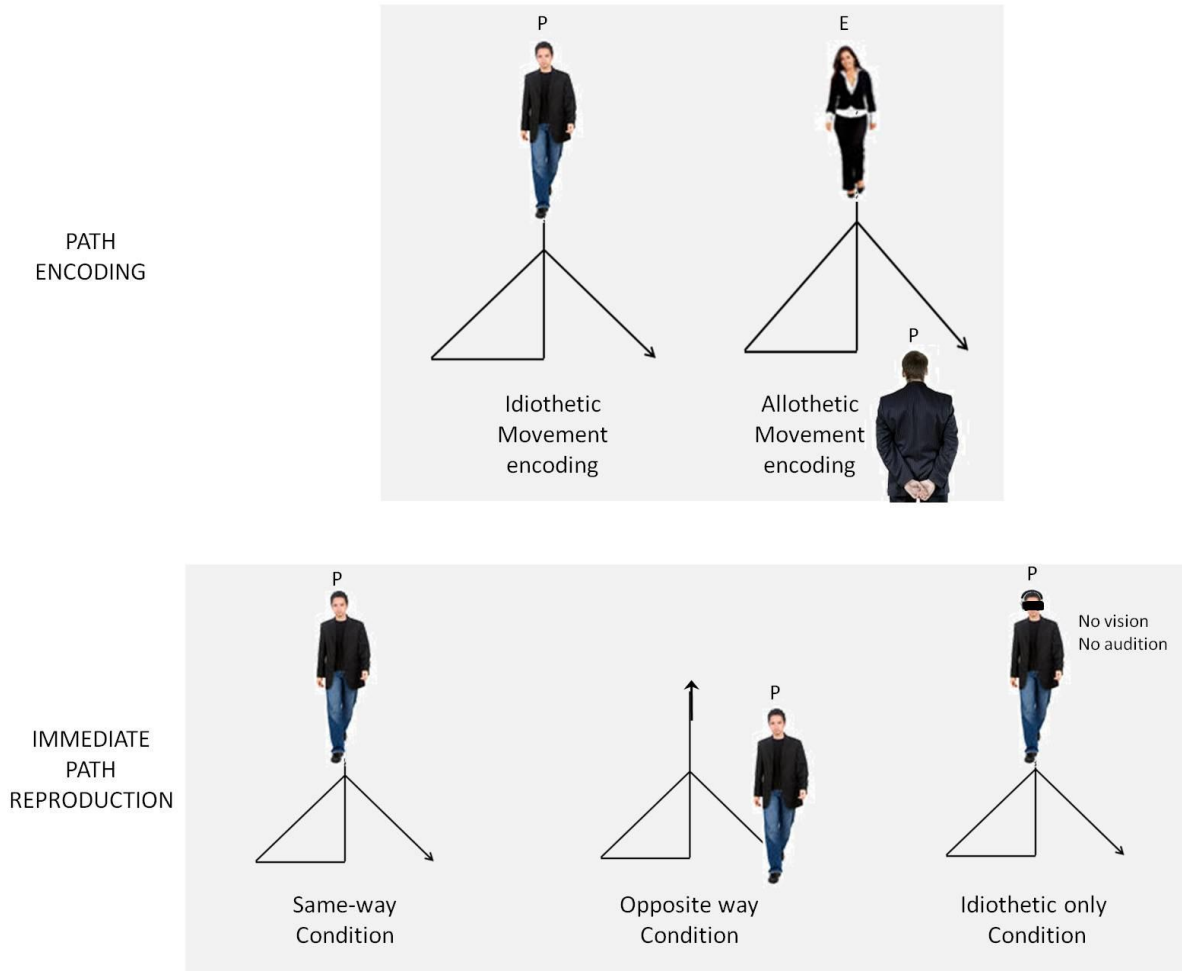 P
E
PATH
ENCODING
P
Idiothetic
Movement
encoding
Allothetic
Movement
encoding
P
P
No vision
No audition
P
IMMEDIATE
PATH
REPRODUCTION
Same-way
Condition
Opposite way
Condition
Idiothetic only
Condition